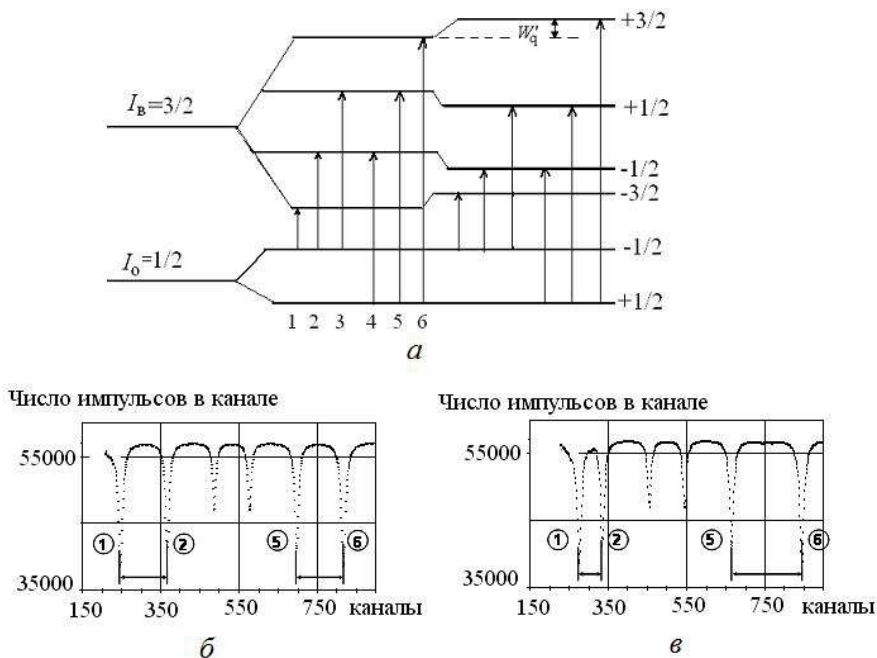 +3/2
W'q
I в=3/2
+1/2
-1/2
-3/2
I о=1/2
-1/2
+1/2
1 2 3 4 5 6
а
Число импульсов в канале
55000
35000
① ② ⑤ ⑥
150 350 550 750 каналы
б
Число импульсов в канале
55000
35000
① ② ⑤ ⑥
150 350 550 750 каналы
в